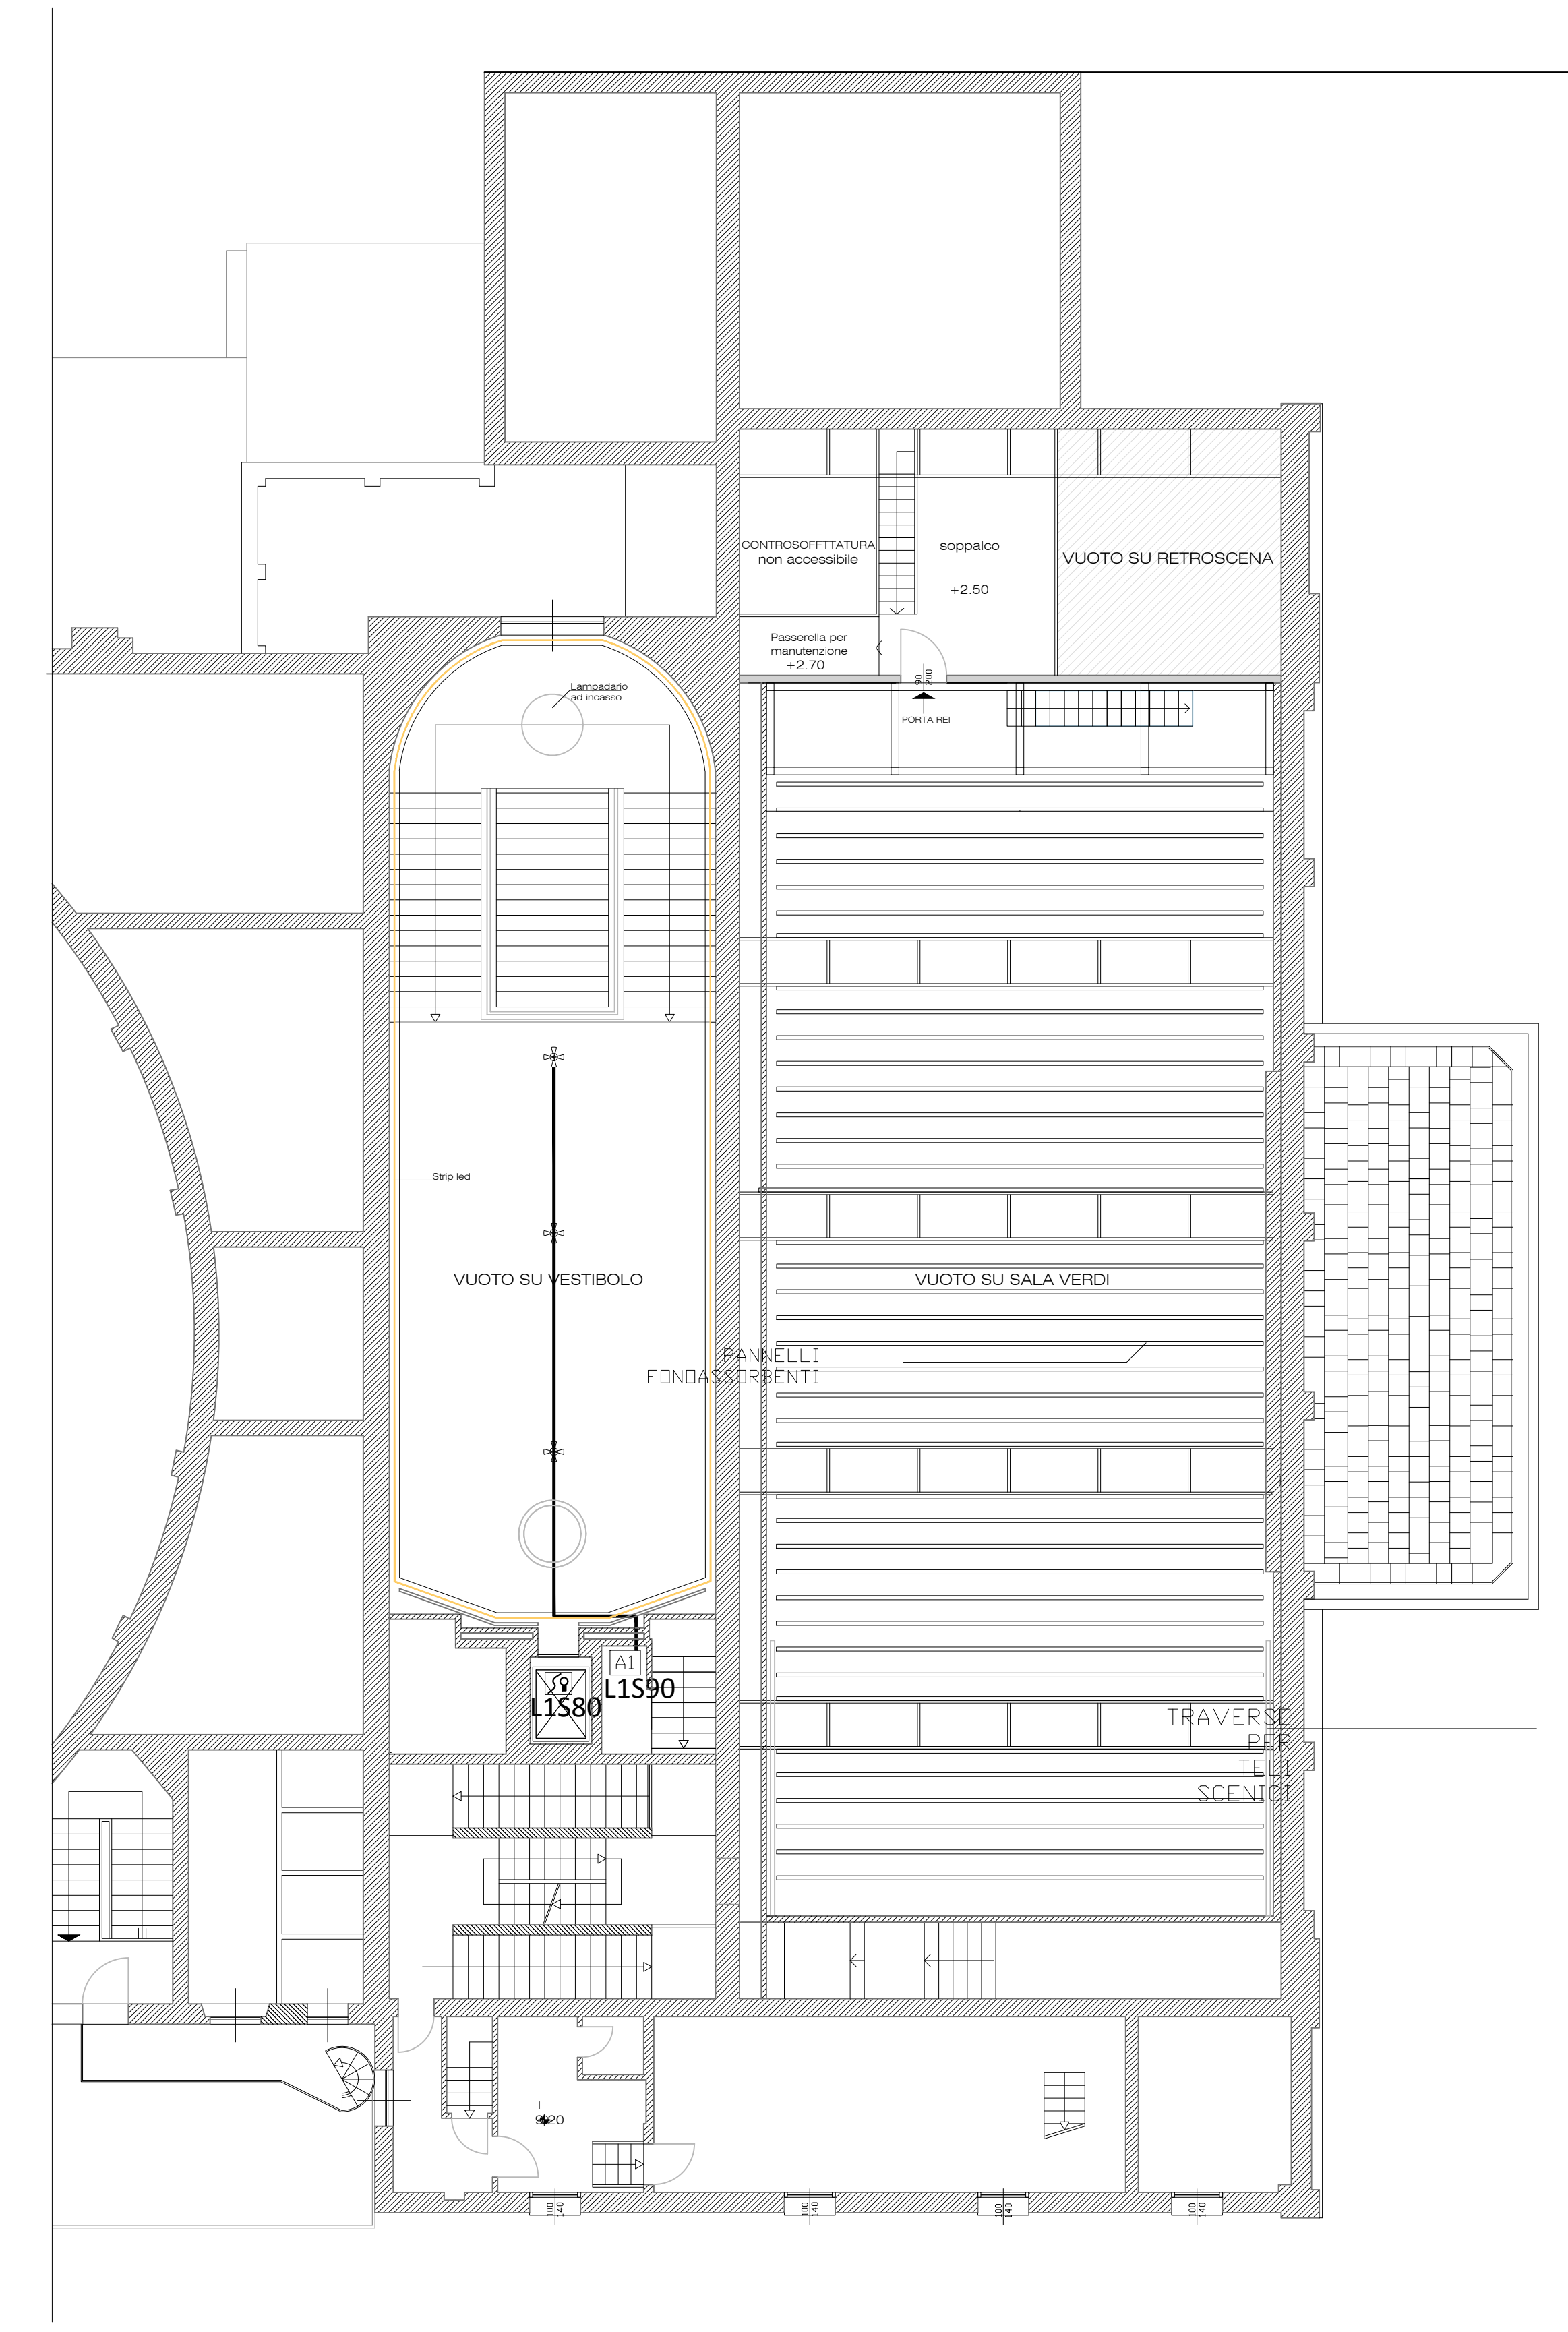 CONTROSOFFTTATURA
non accessibile
soppalco
+2.50
VUOTO SU RETROSCENA
Passerella per
manutenzione
+2.70
90
200
PORTA REI
Lampadario
ad incasso
Strip led
VUOTO SU VESTIBOLO
VUOTO SU SALA VERDI
PANNELLI
FONOASSORBENTI
A1
L1S90
L1S80
TRAVERSO
PER
TELI
SCENICI
100
140
100
140
100
140
100
140